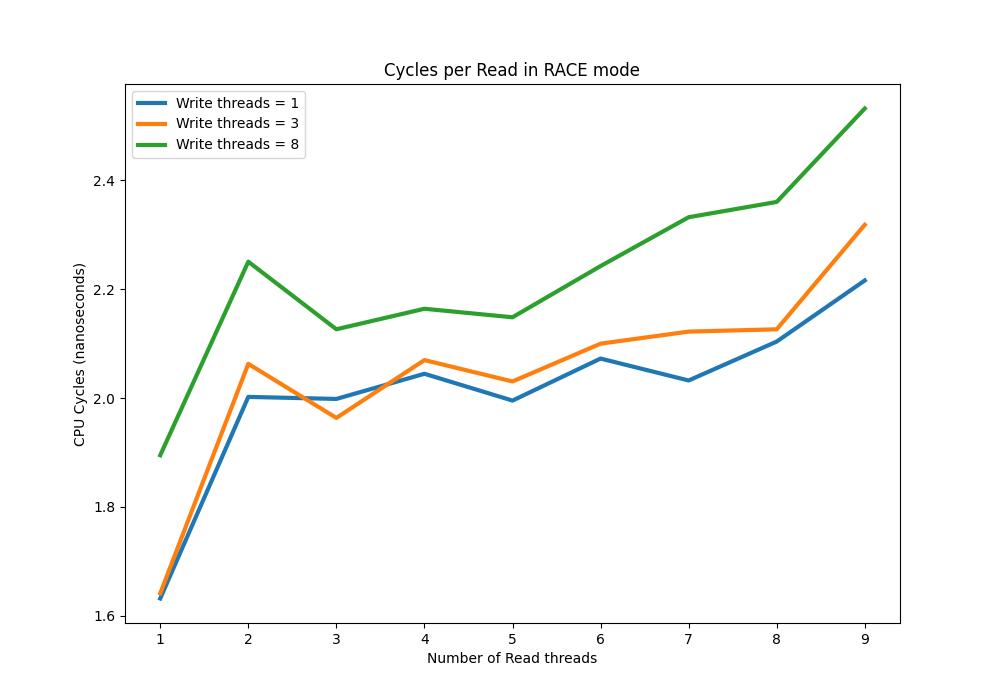 Cycles per Read in RACE mode
Write threads = 1
Write threads = 3
Write threads = 8
CPU Cycles (nanoseconds)
2.4
2.2
2.0
1.8
1.6
1 2 3 4 5 6 7 8 9
Number of Read threads